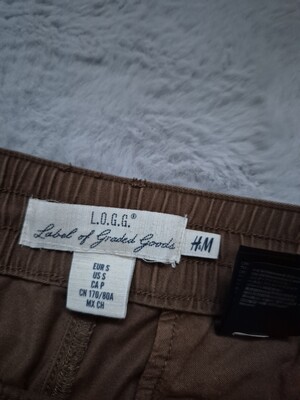 L.O.G.G.®
Label of Graded Goods
H&M
EUR S
US S
CA P
CN 170/80A
MX CH